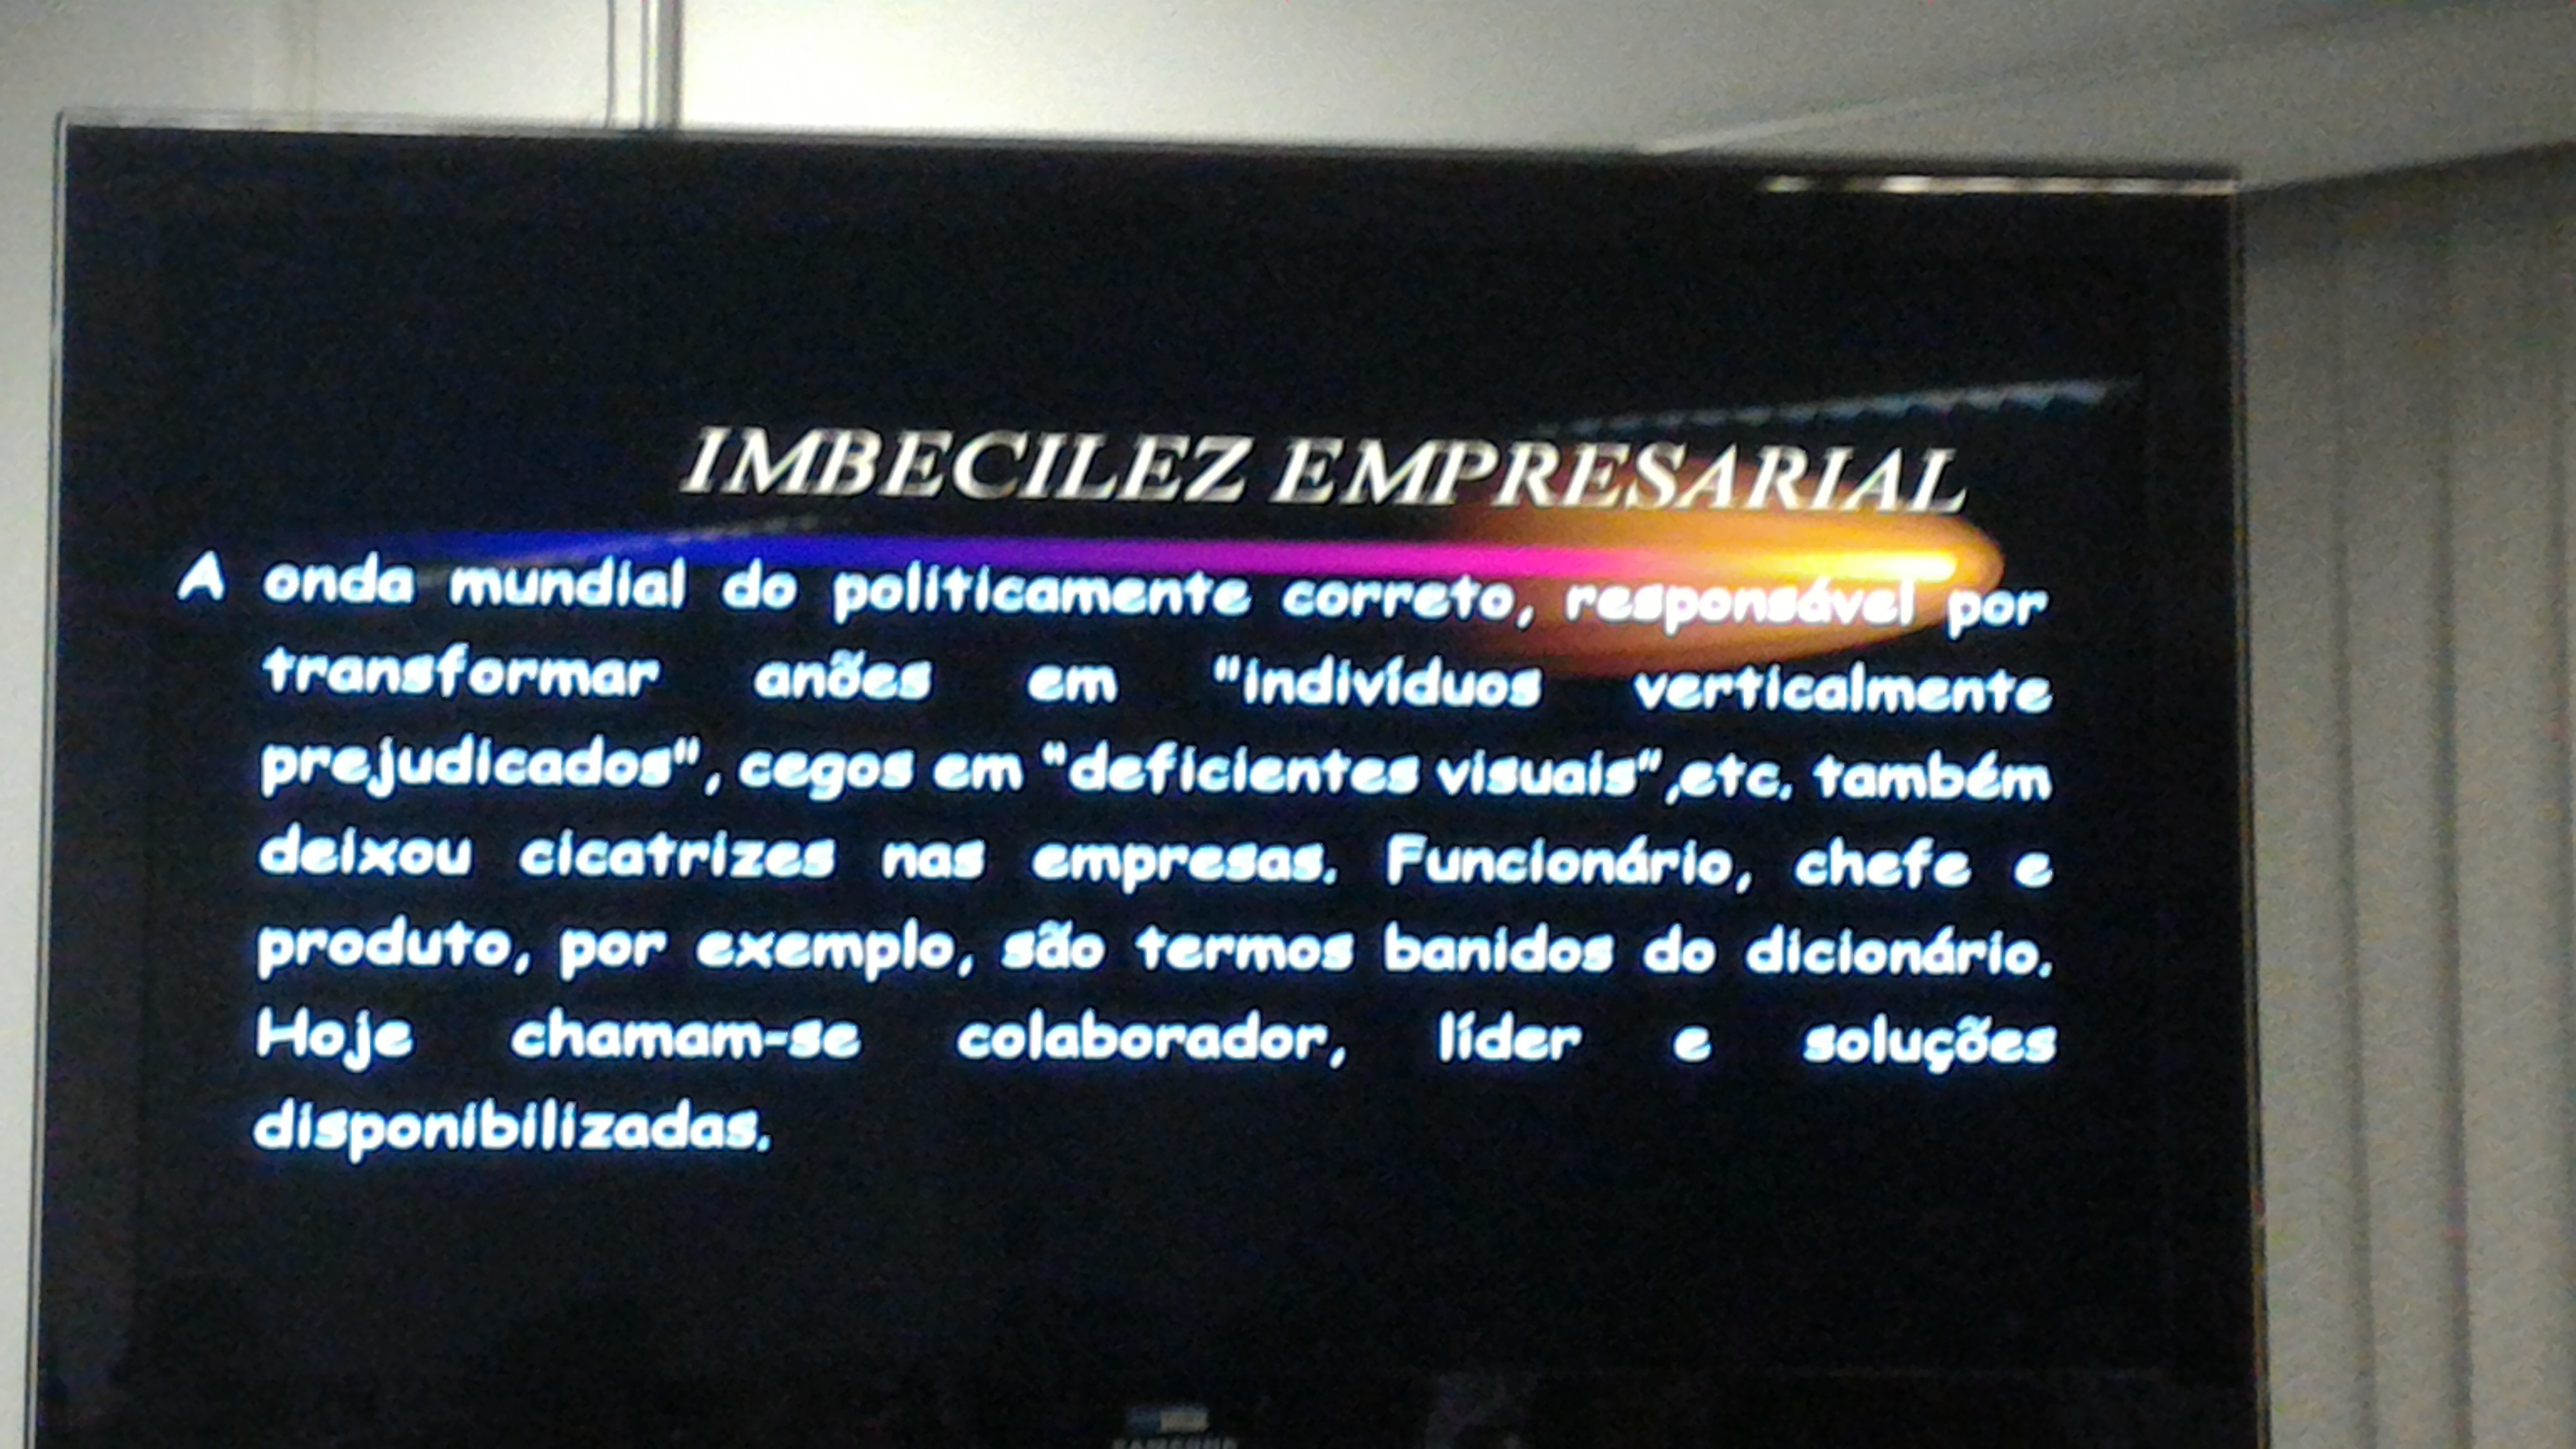 IMBECILEZ EMPRESARIAL
A onda mundial do politicamente correto, responsável por
transformar anões em "indivíduos verticalmente
prejudicados", cegos em "deficientes visuais",etc. também
deixou cicatrizes nas empresas. Funcionário, chefe e
produto, por exemplo, são termos banidos do dicionário.
Hoje chamam-se colaborador, líder e soluções
disponibilizadas.
SAMSUNG